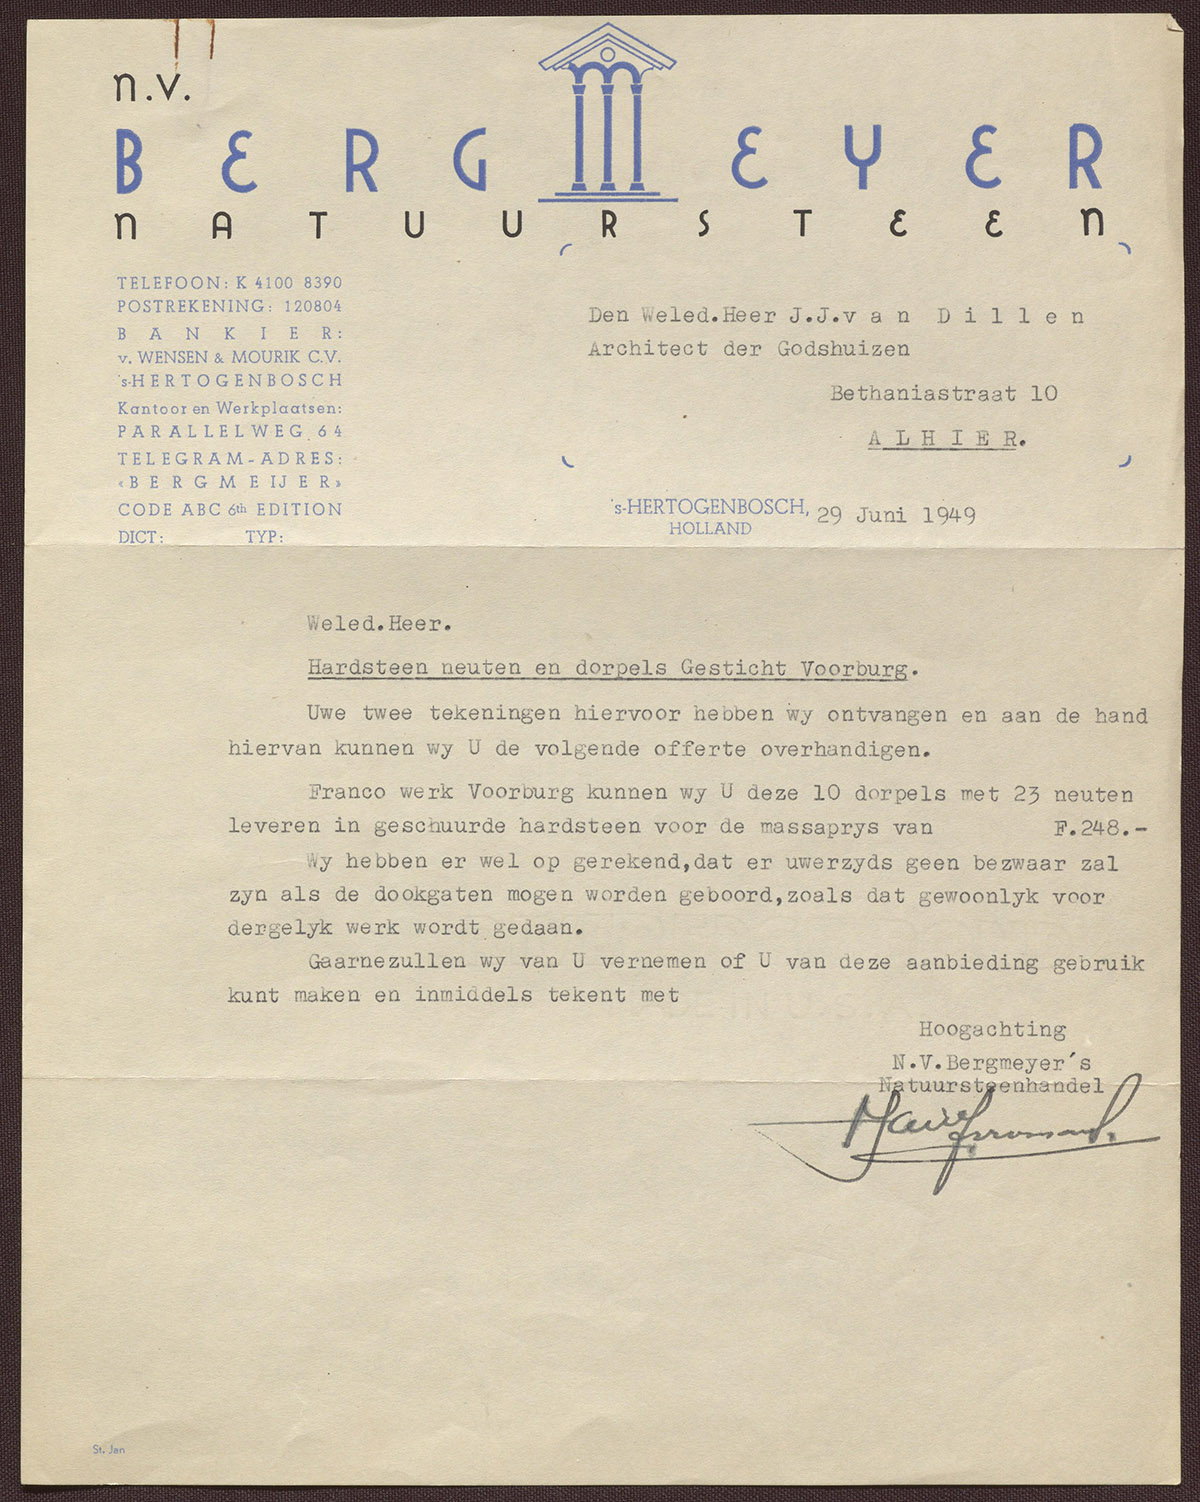 n.v.
BERGMEYER
NATUURSTEEN
TELEFOON: K 4100 8390
POSTREKENING: 120804
BANKIER:
v. WENSEN & MOURIK C.V.
's-HERTOGENBOSCH
Kantoor en Werkplaatsen:
PARALLELWEG 64
TELEGRAM-ADRES:
«BERGMEIJER»
CODE ABC 6th EDITION
DICT: TYP:
Den Weled.Heer J.J.van Dillen
Architect der Godshuizen
Bethaniastraat 10
ALHIER.
's-HERTOGENBOSCH, 29 Juni 1949
HOLLAND
Weled.Heer.
Hardsteen neuten en dorpels Gesticht Voorburg.
Uwe twee tekeningen hiervoor hebben wy ontvangen en aan de hand
hiervan kunnen wy U de volgende offerte overhandigen.
Franco werk Voorburg kunnen wy U deze 10 dorpels met 23 neuten
leveren in geschuurde hardsteen voor de massaprys van F.248.-
Wy hebben er wel op gerekend,dat er uwerzyds geen bezwaar zal
zyn als de dookgaten mogen worden geboord,zoals dat gewoonlyk voor
dergelyk werk wordt gedaan.
Gaarnezullen wy van U vernemen of U van deze aanbieding gebruik
kunt maken en inmiddels tekent met
Hoogachting
N.V.Bergmeyer's
Natuursteenhandel
St. Jan